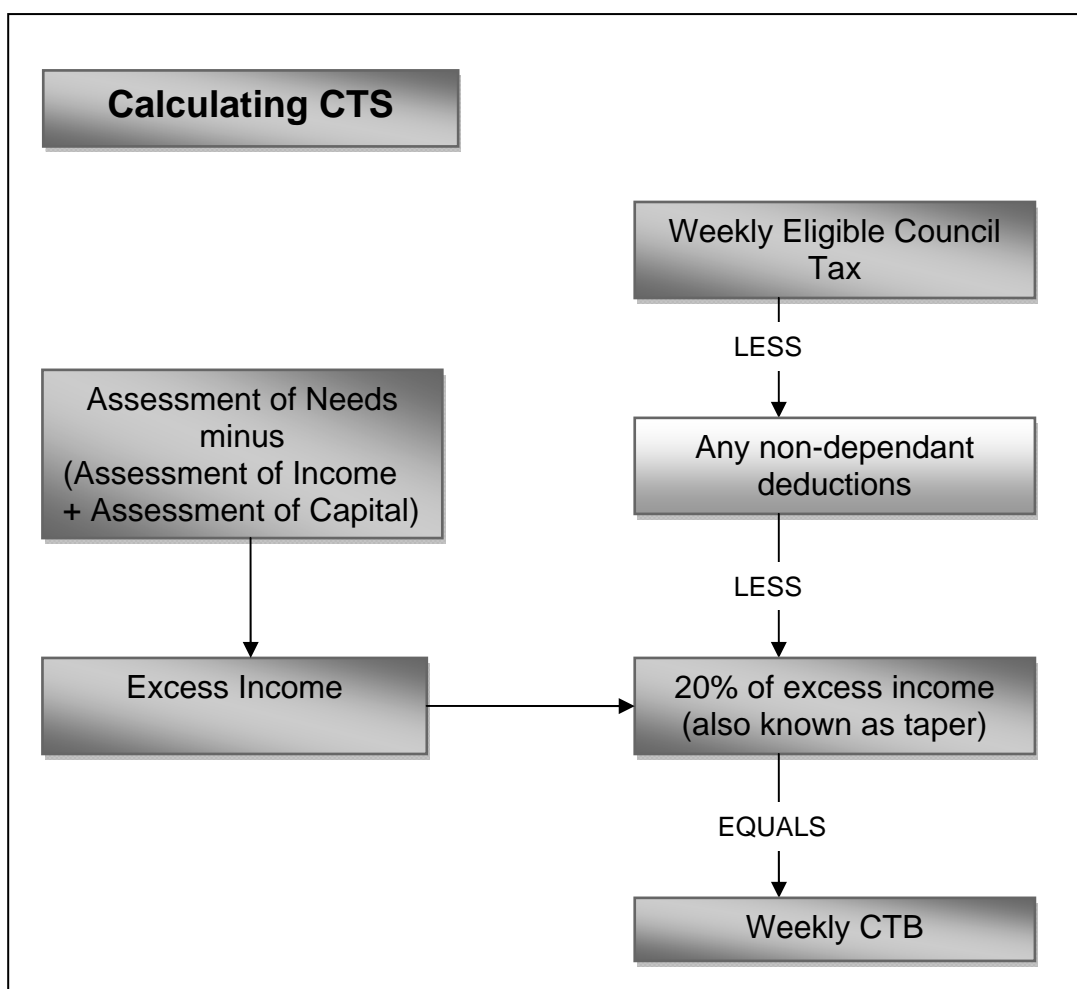 Calculating CTS
Weekly Eligible Council
Tax
LESS
Assessment of Needs
minus
(Assessment of Income
+ Assessment of Capital)
Any non-dependant
deductions
LESS
Excess Income
20% of excess income
(also known as taper)
EQUALS
Weekly CTB